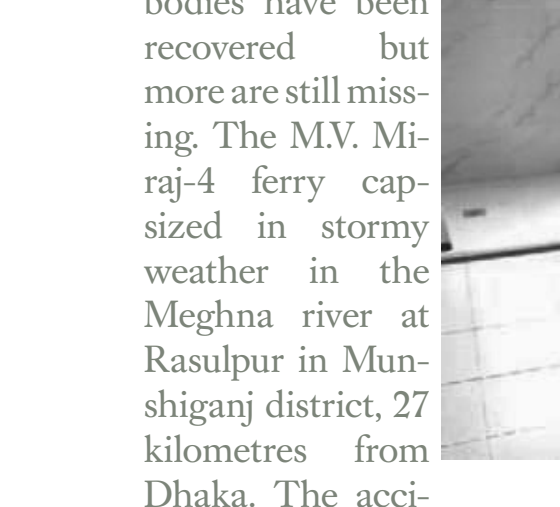 bodies have been
recovered but
more are still miss-
ing. The M.V. Mi-
raj-4 ferry cap-
sized in stormy
weather in the
Meghna river at
Rasulpur in Mun-
shiganj district, 27
kilometres from
Dhaka. The acci-